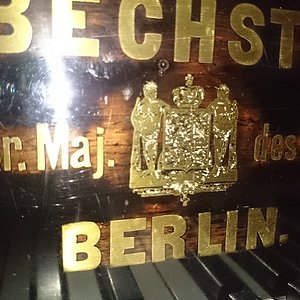 BECHST
r. Maj. des
BERLIN.